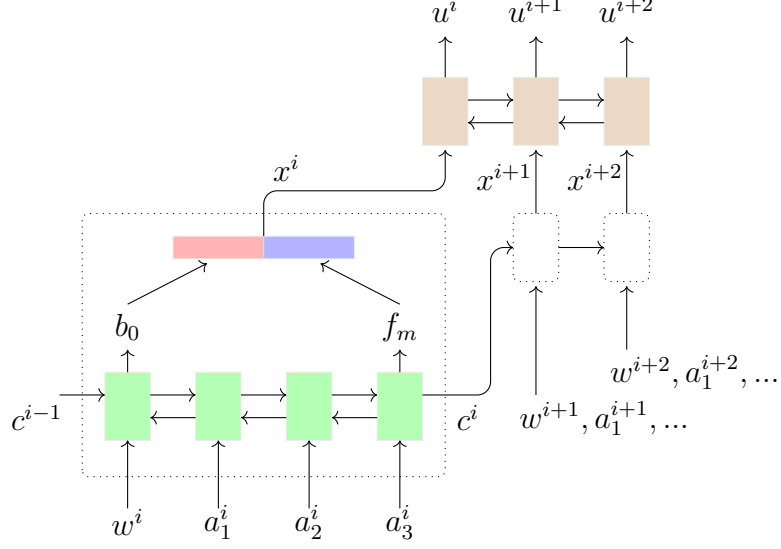 u^i u^{i+1} u^{i+2}
x^i x^{i+1} x^{i+2}
b_0 f_m
w^{i+2}, a_1^{i+2}, ...
c^{i-1} c^i w^{i+1}, a_1^{i+1}, ...
w^i a_1^i a_2^i a_3^i